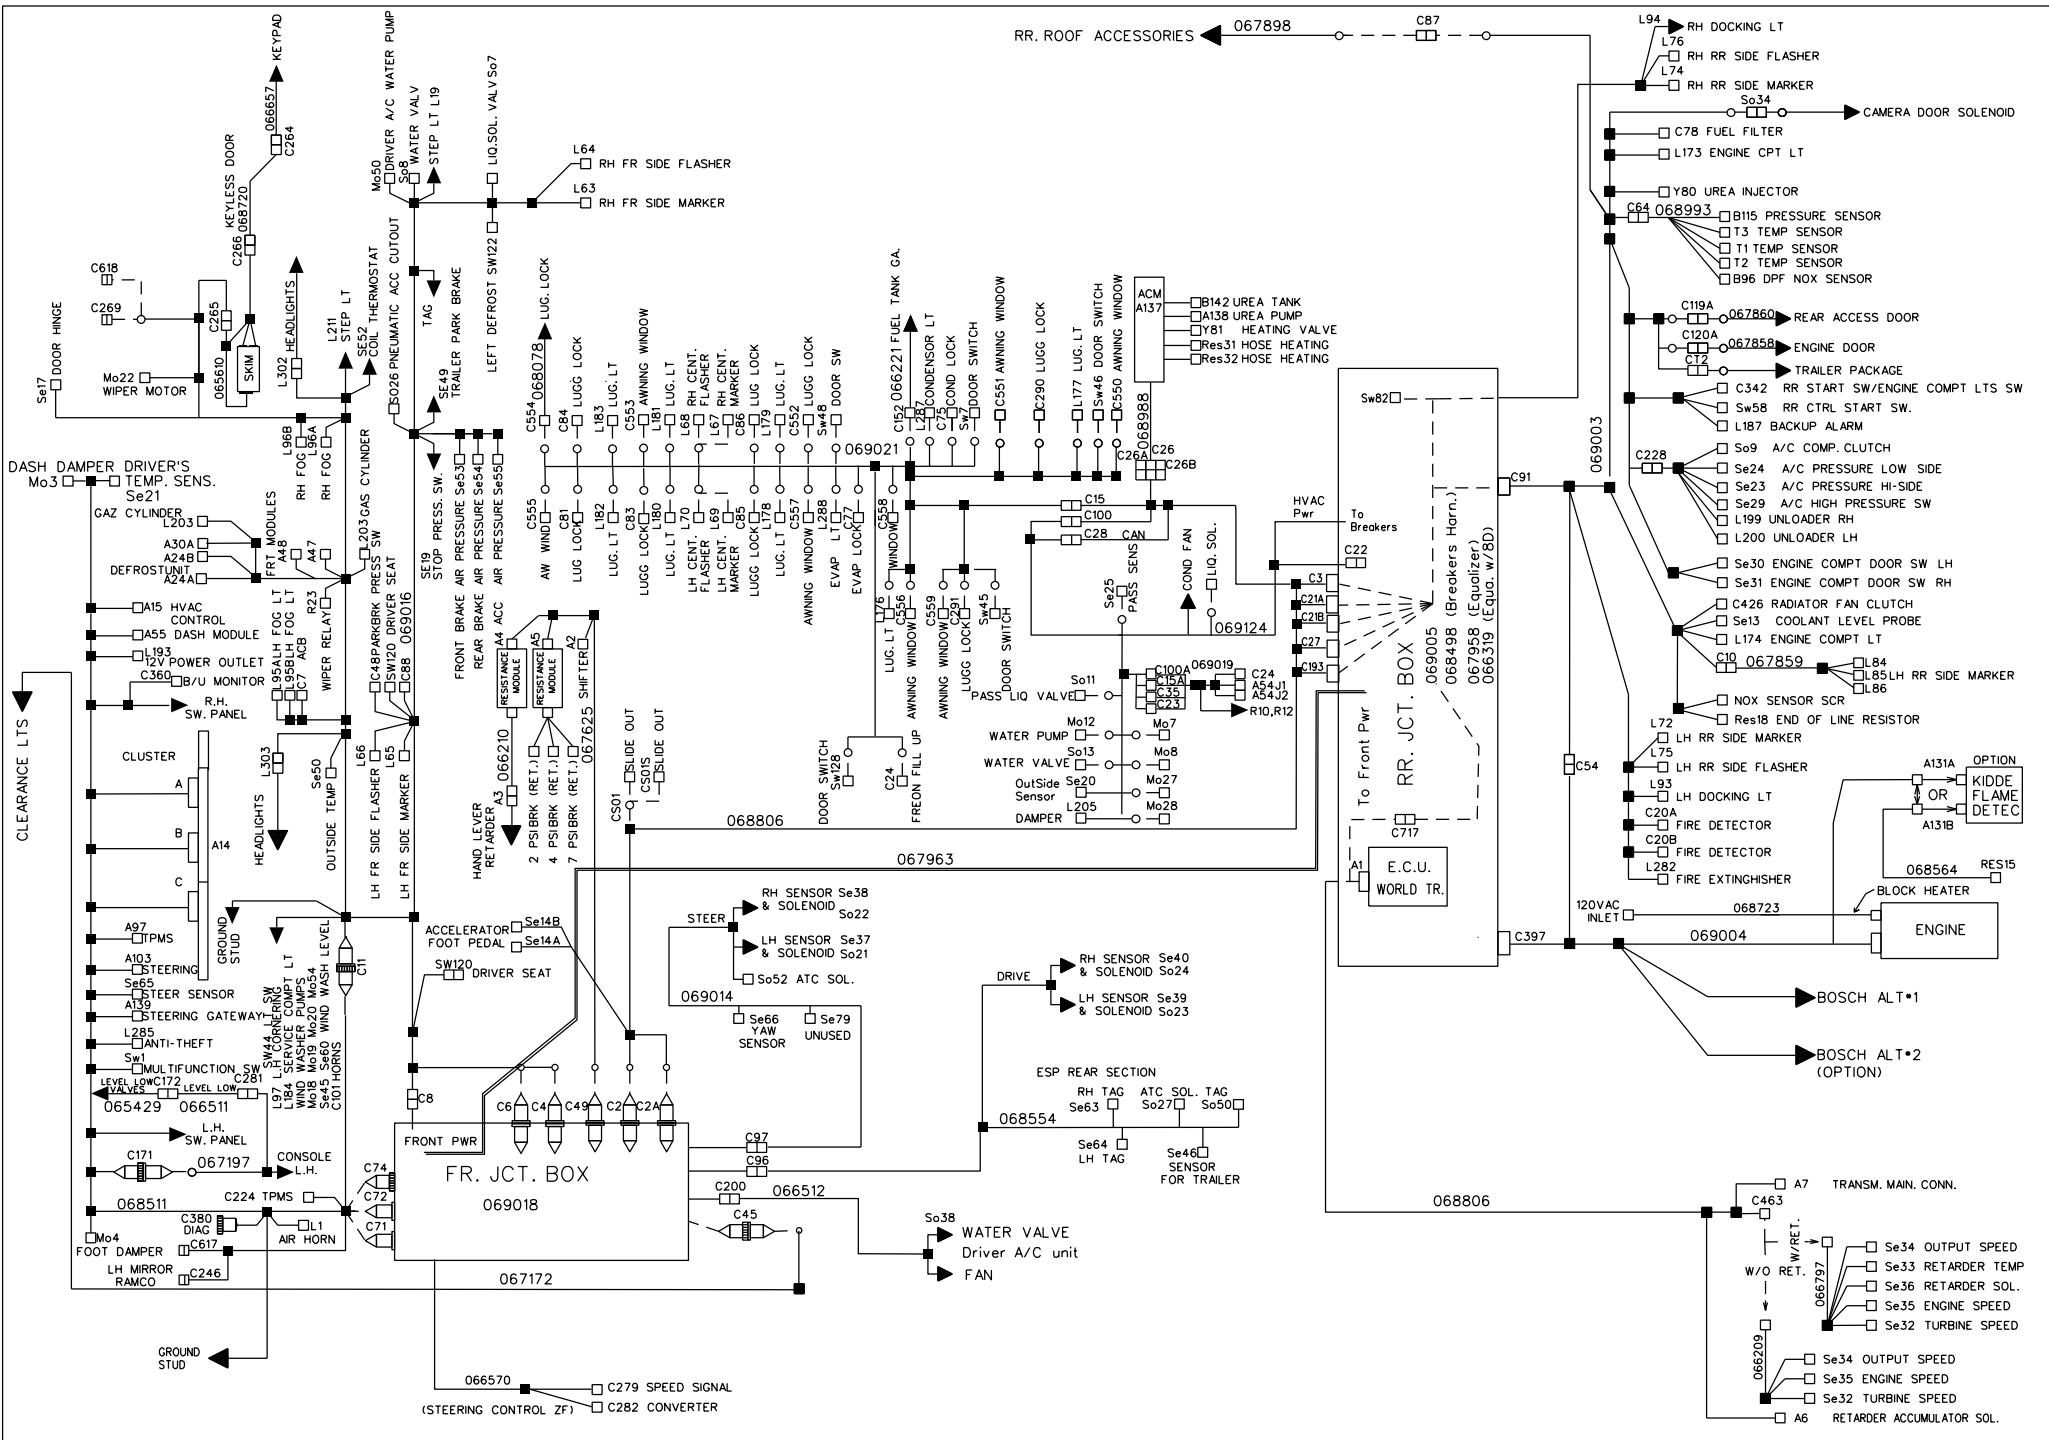 RR. ROOF ACCESSORIES
067898
C87
L94
RH DOCKING LT
L76
RH RR SIDE FLASHER
L74
RH RR SIDE MARKER
So34
CAMERA DOOR SOLENOID
C78 FUEL FILTER
L173 ENGINE CPT LT
Y80 UREA INJECTOR
C64
068993
B115 PRESSURE SENSOR
T3 TEMP SENSOR
T1 TEMP SENSOR
T2 TEMP SENSOR
B96 DPF NOX SENSOR
C119A
067860
REAR ACCESS DOOR
C120A
067858
ENGINE DOOR
CT2
TRAILER PACKAGE
C342 RR START SW/ENGINE COMPT LTS SW
Sw58 RR CTRL START SW.
L187 BACKUP ALARM
069003
C228
So9 A/C COMP.CLUTCH
Se24 A/C PRESSURE LOW SIDE
Se23 A/C PRESSURE HI-SIDE
Se29 A/C HIGH PRESSURE SW
L199 UNLOADER RH
L200 UNLOADER LH
Se30 ENGINE COMPT DOOR SW LH
Se31 ENGINE COMPT DOOR SW RH
C426 RADIATOR FAN CLUTCH
Se13 COOLANT LEVEL PROBE
L174 ENGINE COMPT LT
C10
067859
L84
L85 LH RR SIDE MARKER
L86
NOX SENSOR SCR
Res18 END OF LINE RESISTOR
L72
LH RR SIDE MARKER
L75
LH RR SIDE FLASHER
L93
LH DOCKING LT
C20A
FIRE DETECTOR
C20B
FIRE DETECTOR
L282
FIRE EXTINGHISHER
A131A
OPTION
KIDDE
FLAME
DETEC
OR
A131B
068564
RES15
BLOCK HEATER
120VAC
INLET
068723
ENGINE
069004
BOSCH ALT•1
BOSCH ALT•2
(OPTION)
C54
C91
C397
Sw82
HVAC
Pwr
To
Breakers
C22
C3
C21A
C21B
C27
C193
RR. JCT. BOX
069005 (Breakers Harn.)
068498
067958 (Equalizer)
066319 (Equa. w/8D)
To Front Pwr
C717
A1
E.C.U.
WORLD TR.
KEYPAD
066657
C264
KEYLESS DOOR
068720
C266
C618
C269
C265
065610
SKIM
DOOR HINGE
Se17
Mo22
WIPER MOTOR
HEADLIGHTS
L302
L211
STEP LT
SE52
COIL THERMOSTAT
Mo50
DRIVER A/C WATER PUMP
So8
WATER VALV
STEP LT L19
LIQ.SOL. VALV So7
L64
RH FR SIDE FLASHER
L63
RH FR SIDE MARKER
LEFT DEFROST SW122
SO26 PNEUMATIC ACC CUTOUT
TAG
SE49
TRAILER PARK BRAKE
SE19
STOP PRESS. SW.
FRONT BRAKE AIR PRESSURE Se53
REAR BRAKE AIR PRESSURE Se54
ACC AIR PRESSURE Se55
L96B
RH FOG
L96A
RH FOG
DASH DAMPER
Mo3
DRIVER'S
TEMP. SENS.
Se21
GAZ CYLINDER
L203
A30A
A24B
DEFROSTUNIT
A24A
FRT MODULES
A48
A47
L203 GAS CYLINDER
R23
WIPER RELAY
A15 HVAC
CONTROL
A55 DASH MODULE
L193
12V POWER OUTLET
C360
B/U MONITOR
R.H.
SW. PANEL
L95A LH FOG LT
L95B LH FOG LT
C7 ACB
C48 PARKBRK PRESS SW
SW120 DRIVER SEAT
C88
069016
CLEARANCE LTS
CLUSTER
A
B
C
A14
L303
HEADLIGHTS
Se50
OUTSIDE TEMP
L66
LH FR SIDE FLASHER
L65
LH FR SIDE MARKER
A97
TPMS
A103
STEERING
Se65
STEER SENSOR
A139
STEERING GATEWAY
L285
ANTI-THEFT
Sw1
MULTIFUNCTION SW
GROUND
STUD
C11
L97 LH CORNERING
SW44 LT SW
L184 SERVICE COMPT LT
WIND WASHER PUMPS
Mo18 Mo19 Mo20 Mo54
Se45 Se60 WIND WASH LEVEL
C101 HORNS
LEVEL LOW
VALVES
C172
LEVEL LOW
C281
065429
066511
L.H.
SW. PANEL
C171
067197
CONSOLE
L.H.
C224 TPMS
068511
C380
DIAG
L1
AIR HORN
Mo4
FOOT DAMPER
C617
LH MIRROR
RAMCO
C246
067172
GROUND
STUD
066570
(STEERING CONTROL ZF)
C279 SPEED SIGNAL
C282 CONVERTER
FRONT PWR
FR. JCT. BOX
069018
C74
C72
C71
C8
C6
C4
C49
C2
C2A
C97
C96
C200
066512
C45
So38
WATER VALVE
Driver A/C unit
FAN
SW120
DRIVER SEAT
ACCELERATOR
FOOT PEDAL
Se14B
Se14A
STEER
RH SENSOR Se38
& SOLENOID So22
LH SENSOR Se37
& SOLENOID So21
So52 ATC SOL.
069014
Se66
YAW
SENSOR
Se79
UNUSED
DRIVE
RH SENSOR Se40
& SOLENOID So24
LH SENSOR Se39
& SOLENOID So23
ESP REAR SECTION
RH TAG
Se63
ATC SOL. TAG
So27
So50
068554
Se64
LH TAG
Se46
SENSOR
FOR TRAILER
A4
RESISTANCE
MODULE
A5
RESISTANCE
MODULE
A2
SHIFTER
067625
066210
A3
HAND LEVER
RETARDER
2 PSIBRK (RET.)
4 PSIBRK (RET.)
7 PSIBRK (RET.)
CS01
SLIDE OUT
CS01S
SLIDE OUT
068806
067963
LUG. LOCK
068078
C554
C84
LUGG LOCK
L183
LUG. LT
C553
AWNING WINDOW
L181
LUG. LT
L68
RH CENT.
FLASHER
L67
RH CENT.
MARKER
C86
LUG LOCK
L179
LUG. LT
C552
LUGG LOCK
Sw48
DOOR SW
069021
C555
AW WIND
C81
LUG LOCK
L182
LUG. LT
C83
LUGG LOCK
L180
LUG. LT
L70
LH CENT.
FLASHER
L69
LH CENT.
MARKER
C85
LUGG LOCK
L178
LUG. LT
C557
AWNING WINDOW
L288
EVAP LT
C77
EVAP LOCK
C558
WINDOW
066221 FUEL TANK GA.
C152
L287
CONDENSOR LT
C75
COND LOCK
Sw7
DOOR SWITCH
C551 AWNING WINDOW
C290 LUGG LOCK
L177 LUG. LT
Sw46 DOOR SWITCH
C550 AWNING WINDOW
ACM
A137
B142 UREA TANK
A138 UREA PUMP
Y81 HEATING VALVE
Res31 HOSE HEATING
Res32 HOSE HEATING
068988
C26
C26A
C26B
C15
C100
C28
CAN
L176
LUG. LT
C556
AWNING WINDOW
C559
AWNING WINDOW
C291
LUGG LOCK
Sw45
DOOR SWITCH
DOOR SWITCH
Sw128
C24
FREON FILL UP
Se25
PASS SENS
COND FAN
LIQ. SOL.
069124
So11
PASS LIQ VALVE
C100A
C15A
C35
C23
069019
C24
A54J1
A54J2
R10,R12
Mo12
WATER PUMP
Mo7
So13
WATER VALVE
Mo8
OutSide
Sensor
Se20
Mo27
L205
DAMPER
Mo28
068806
A7 TRANSM. MAIN. CONN.
C463
W/RET.
W/O RET.
066797
Se34 OUTPUT SPEED
Se33 RETARDER TEMP
Se36 RETARDER SOL.
Se35 ENGINE SPEED
Se32 TURBINE SPEED
066209
Se34 OUTPUT SPEED
Se35 ENGINE SPEED
Se32 TURBINE SPEED
A6 RETARDER ACCUMULATOR SOL.